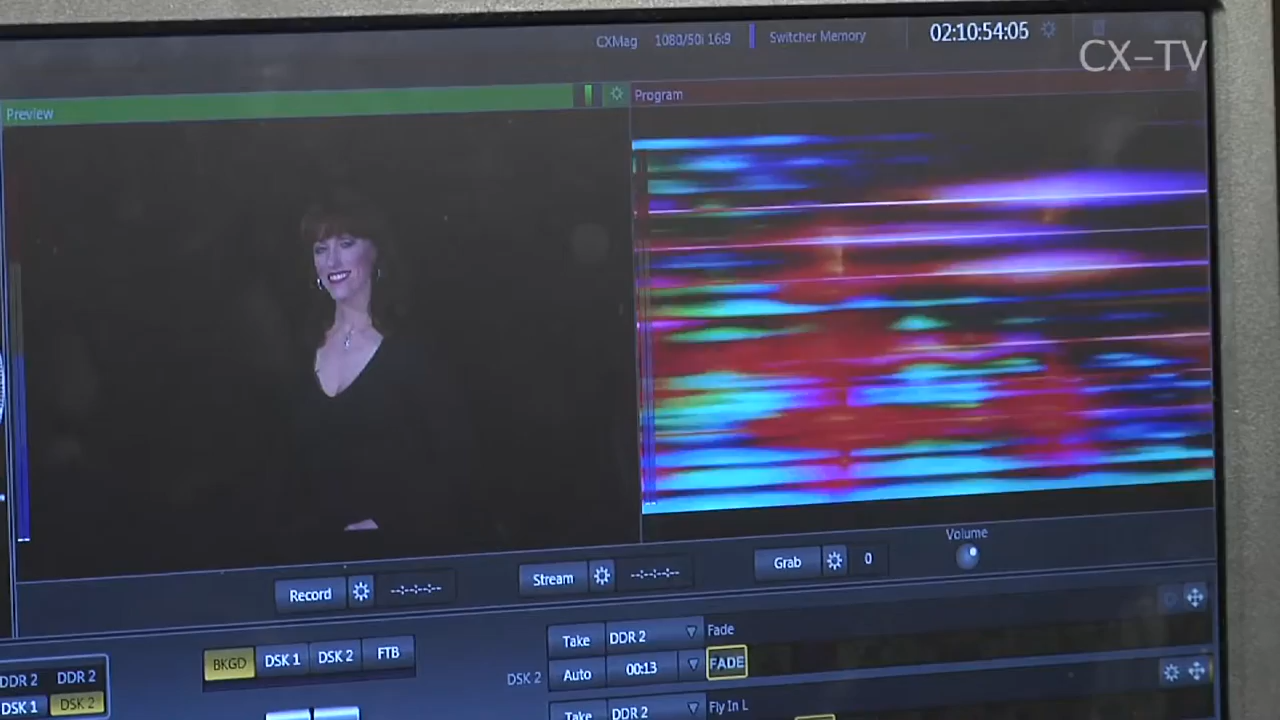 CXMag 1080/50i 16:9 Switcher Memory 02:10:54:05
CX-TV
Preview
Program
Volume
Record --:--:--:--
Stream --:--:--:--
Grab 0
BKGD DSK 1 DSK 2 FTB
Take DDR 2 Fade
DSK 2 Auto 00:13 FADE
DDR 2 DDR 2
DSK 1 DSK 2
Take DDR 2 Fly In L